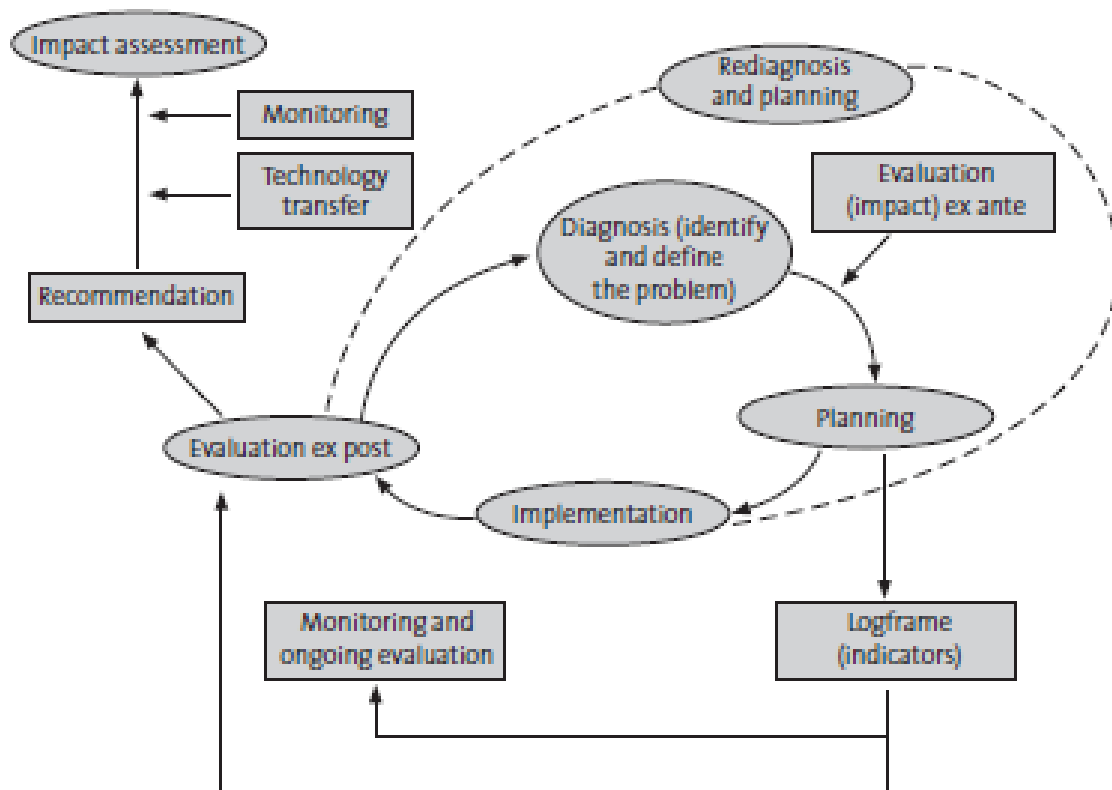 Impact assessment
Rediagnosis
and planning
Monitoring
Technology
transfer
Evaluation
(impact) ex ante
Diagnosis (identify
and define
the problem)
Recommendation
Planning
Evaluation ex post
Implementation
Monitoring and
ongoing evaluation
Logframe
(indicators)